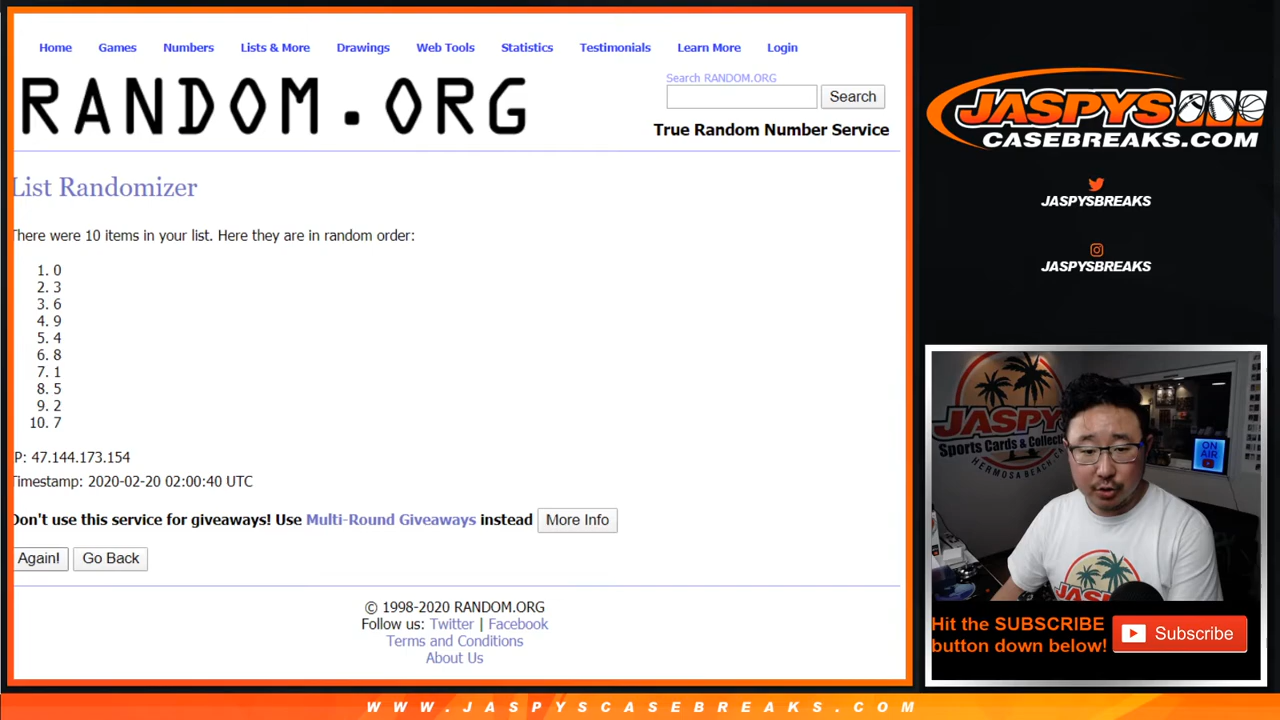 Home Games Numbers Lists & More Drawings Web Tools Statistics Testimonials Learn More Login
RANDOM.ORG
Search RANDOM.ORG
Search
True Random Number Service
List Randomizer
There were 10 items in your list. Here they are in random order:
1. 0
2. 3
3. 6
4. 9
5. 4
6. 8
7. 1
8. 5
9. 2
10. 7
IP: 47.144.173.154
Timestamp: 2020-02-20 02:00:40 UTC
Don't use this service for giveaways! Use Multi-Round Giveaways instead More Info
Again! Go Back
© 1998-2020 RANDOM.ORG
Follow us: Twitter | Facebook
Terms and Conditions
About Us
JASPYS
CASEBREAKS.COM
JASPYSBREAKS
JASPYSBREAKS
JASPYS
Sports Cards & Collectibles
HERMOSA BEACH, CA
ON
AIR
JASPYS
Hit the SUBSCRIBE
button down below!
Subscribe
WWW.JASPYSCASEBREAKS.COM